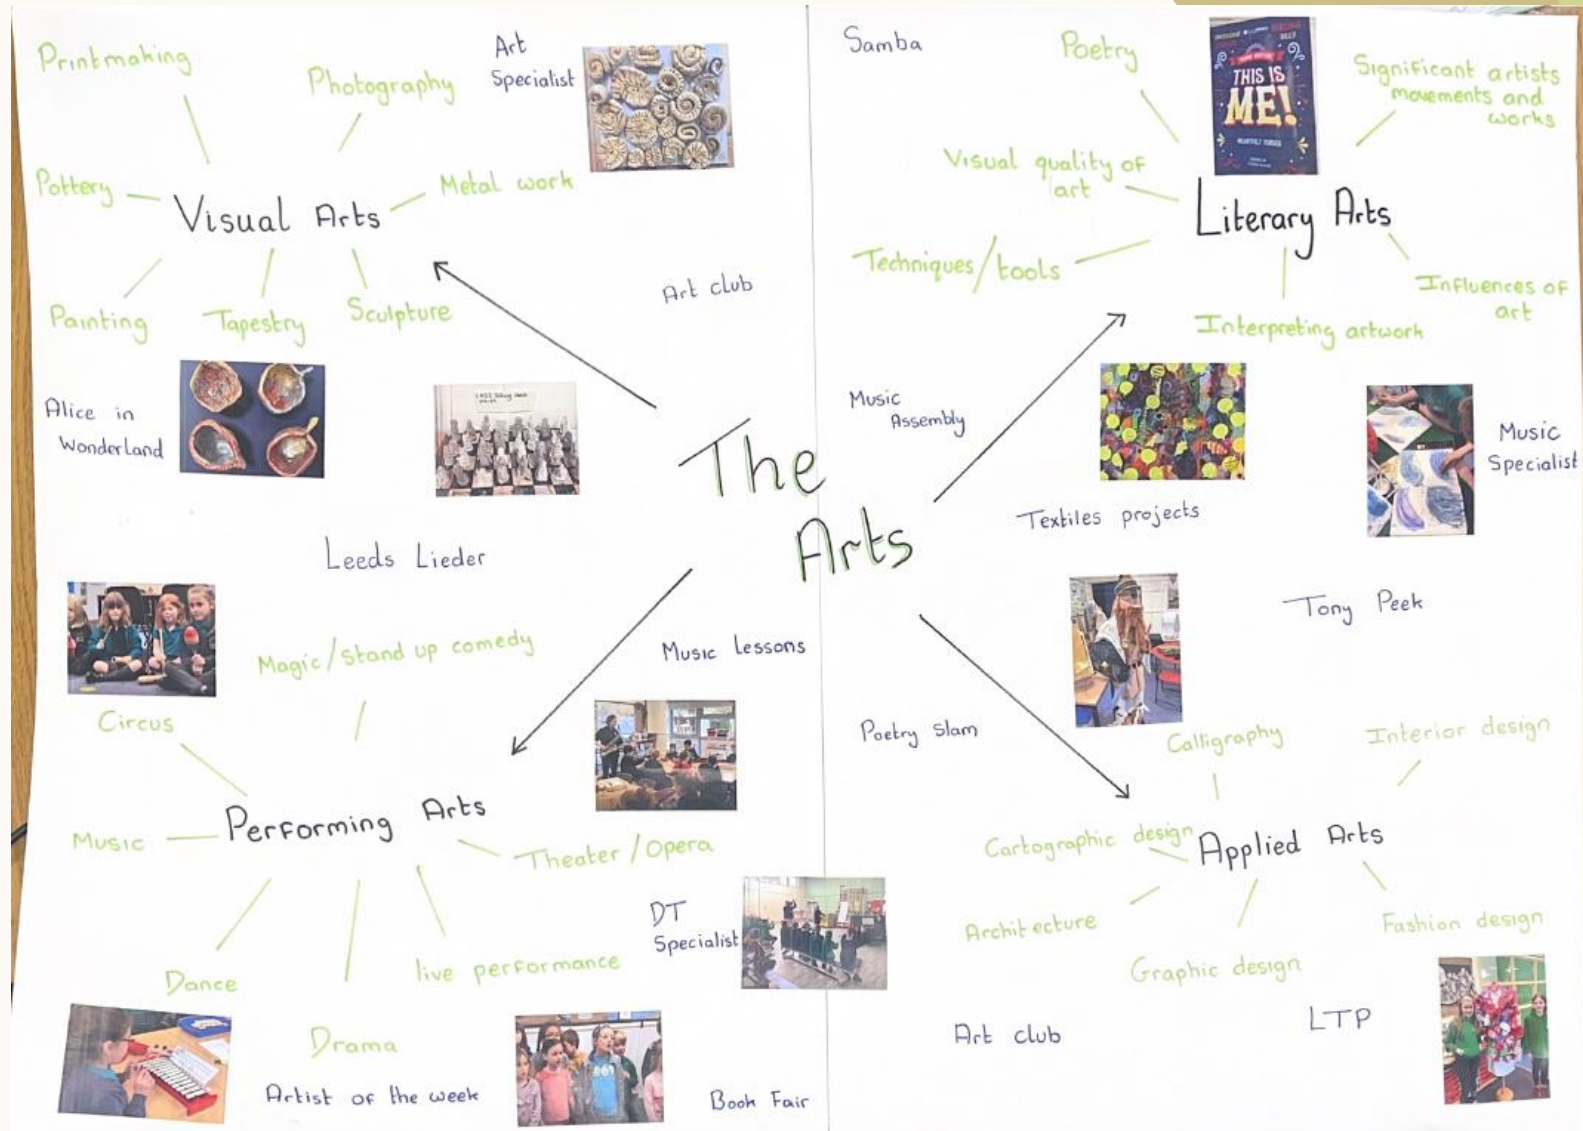 Printmaking
Photography
Art
Specialist
Pottery
Metal work
Visual Arts
Painting
Tapestry
Sculpture
Art club
Alice in
Wonderland
Leeds Lieder
Samba
Poetry
THIS IS
ME!
Significant artists
movements and
works
Visual quality of
art
Literary Arts
Techniques/tools
Influences of
art
Interpreting artwork
Music
Assembly
Music
Specialist
Textiles projects
Tony Peek
The
Arts
Magic/stand up comedy
Music Lessons
Circus
Performing Arts
Music
Theater/Opera
DT
Specialist
Dance
live performance
Drama
Artist of the week
Book Fair
Poetry Slam
Calligraphy
Interior design
Cartographic design
Applied Arts
Architecture
Fashion design
Graphic design
Art club
LTP